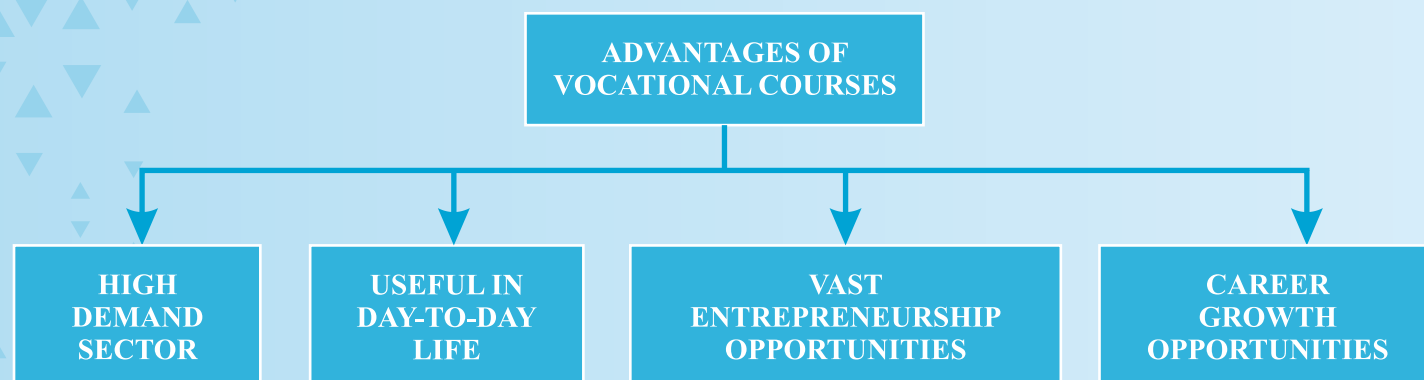 ADVANTAGES OF
VOCATIONAL COURSES
HIGH
DEMAND
SECTOR
USEFUL IN
DAY-TO-DAY
LIFE
VAST
ENTREPRENEURSHIP
OPPORTUNITIES
CAREER
GROWTH
OPPORTUNITIES